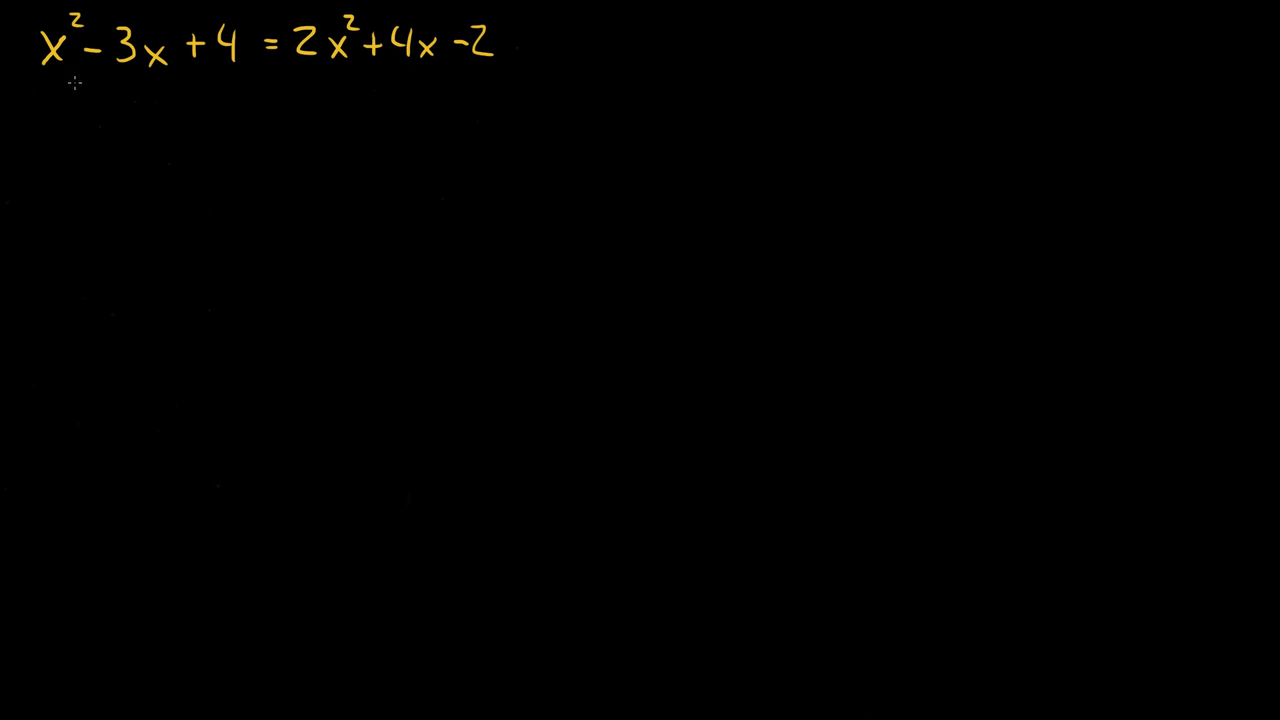 x² - 3x + 4 = 2x² + 4x - 2